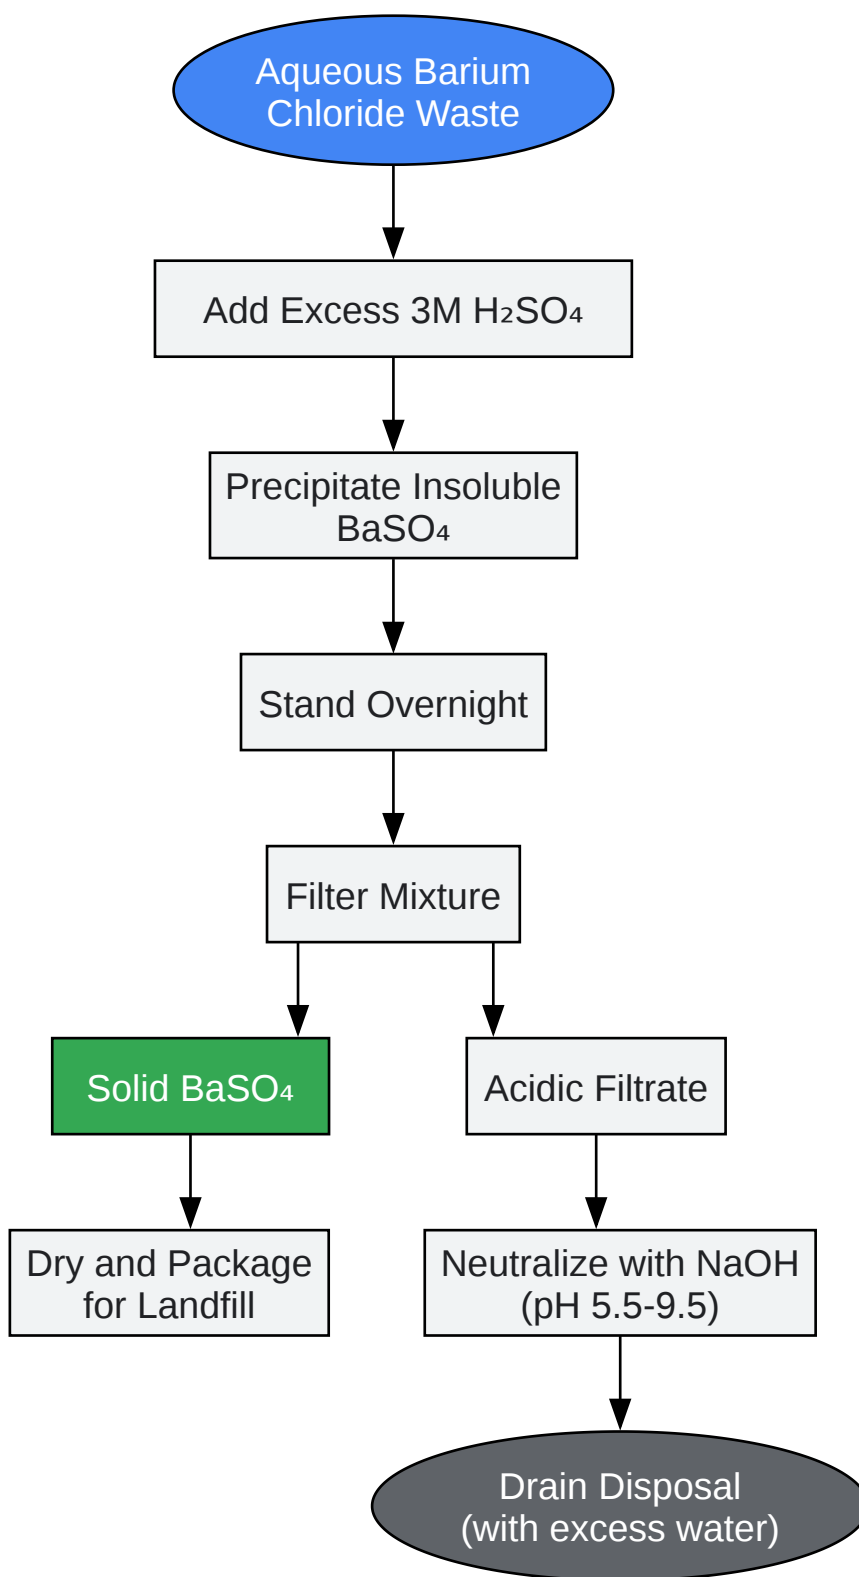 Aqueous Barium
Chloride Waste
Add Excess 3M H₂SO₄
Precipitate Insoluble
BaSO₄
Stand Overnight
Filter Mixture
Solid BaSO₄
Acidic Filtrate
Dry and Package
for Landfill
Neutralize with NaOH
(pH 5.5-9.5)
Drain Disposal
(with excess water)